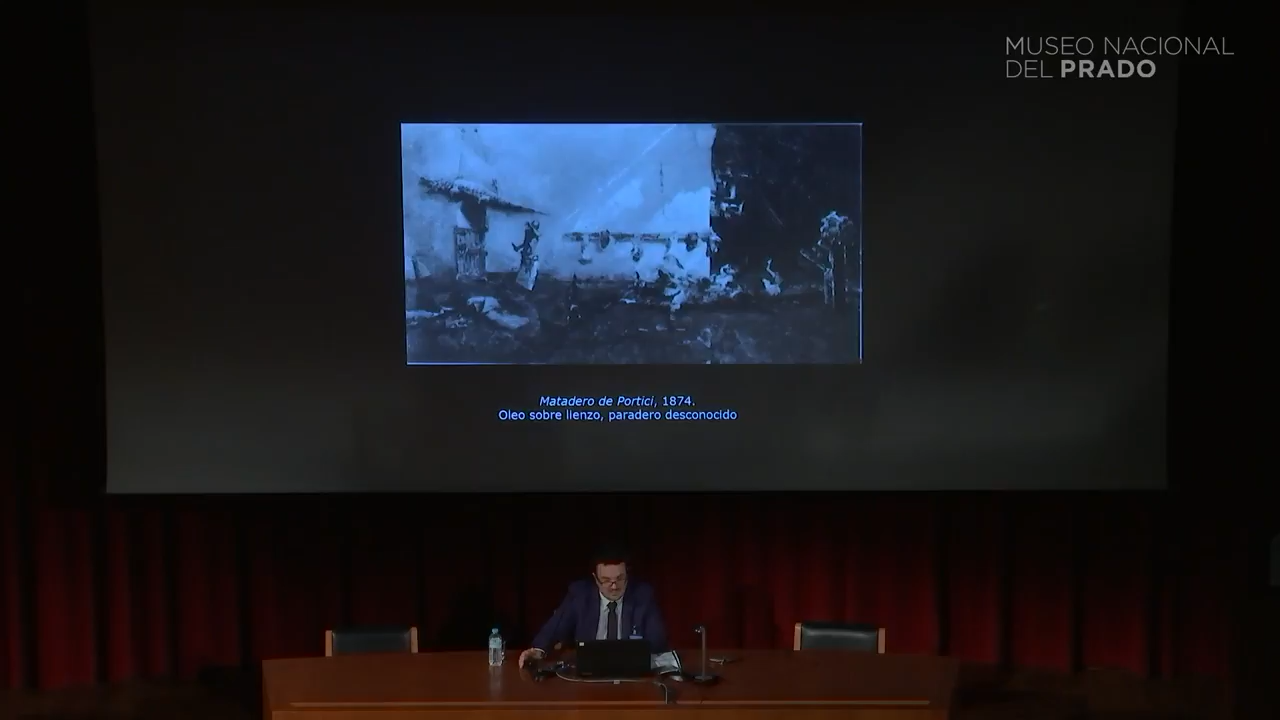 MUSEO NACIONAL
DEL PRADO
Matadero de Portici, 1874.
Oleo sobre lienzo, paradero desconocido